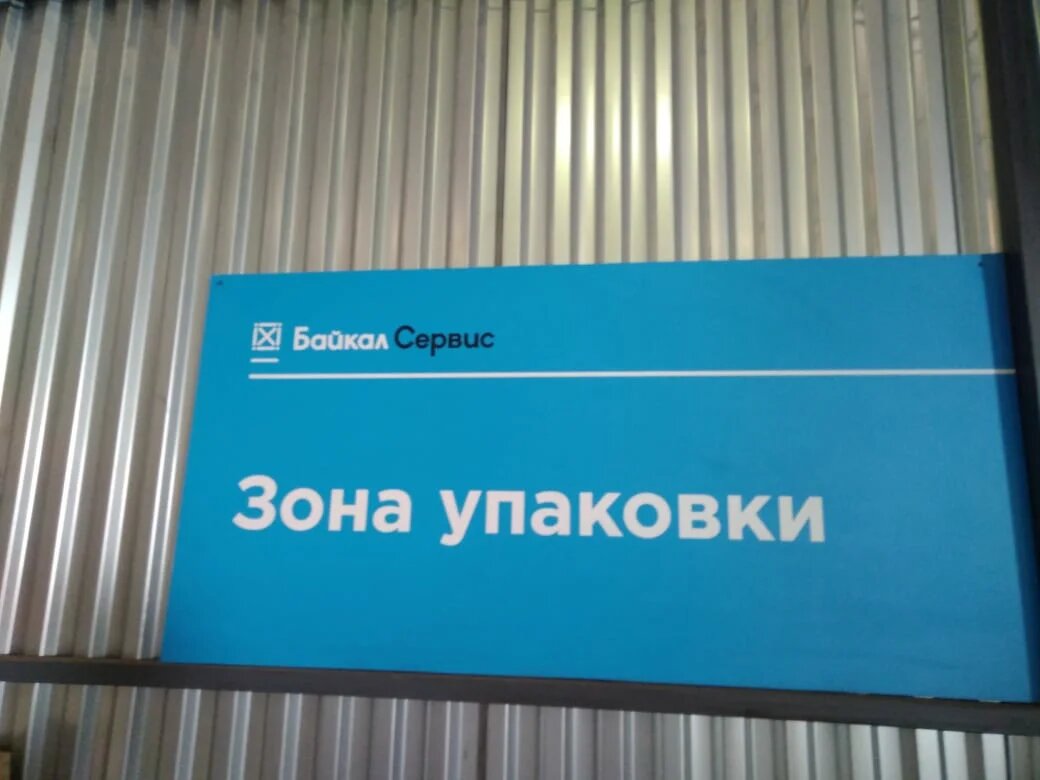 Байкал Сервис
Зона упаковки